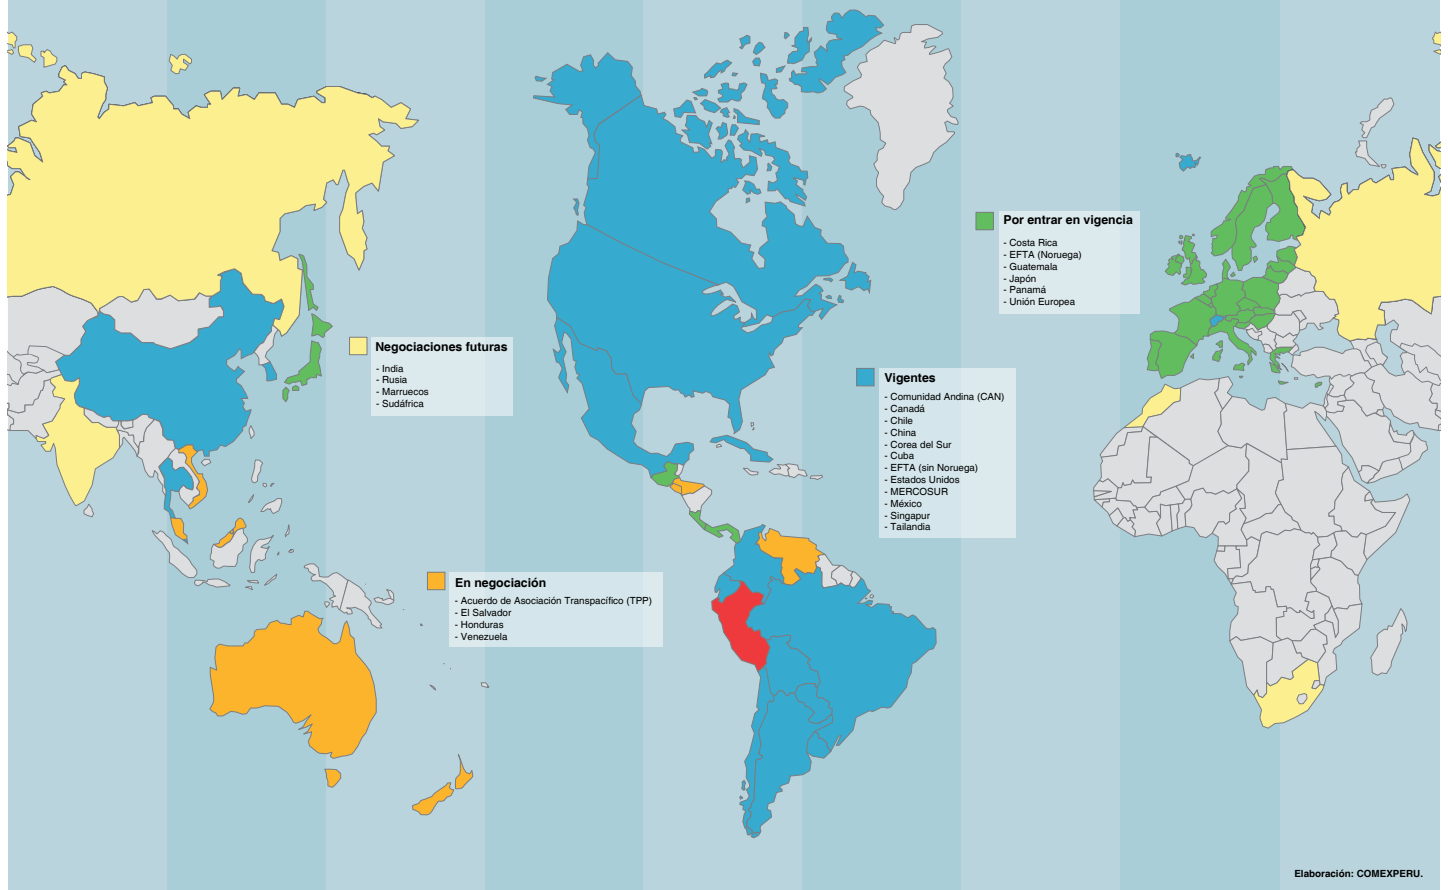 Por entrar en vigencia
- Costa Rica
- EFTA (Noruega)
- Guatemala
- Japón
- Panamá
- Unión Europea
Negociaciones futuras
- India
- Rusia
- Marruecos
- Sudáfrica
Vigentes
- Comunidad Andina (CAN)
- Canadá
- Chile
- China
- Corea del Sur
- Cuba
- EFTA (sin Noruega)
- Estados Unidos
- MERCOSUR
- México
- Singapur
- Tailandia
En negociación
- Acuerdo de Asociación Transpacífico (TPP)
- El Salvador
- Honduras
- Venezuela
Elaboración: COMEXPERU.